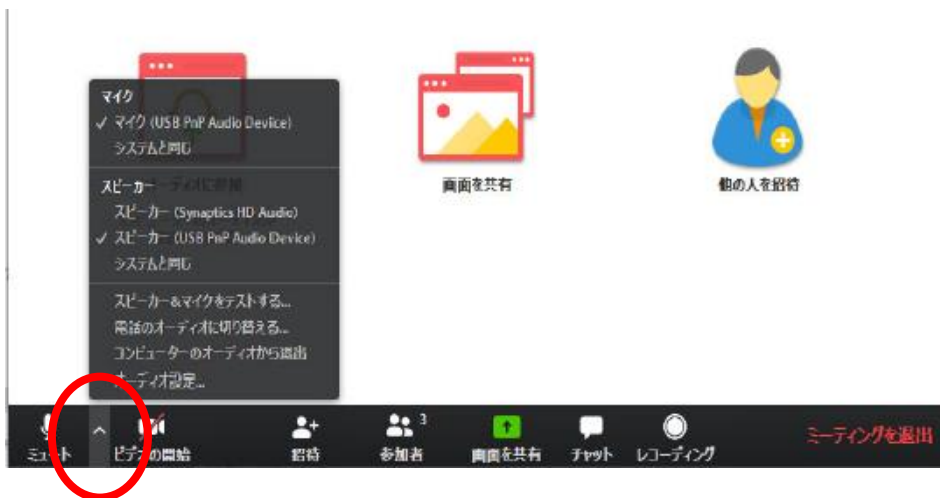 マイク
マイク (USB PnP Audio Device)
システムと同じ
スピーカー
スピーカー (Synaptics HD Audio)
スピーカー (USB PnP Audio Device)
システムと同じ
スピーカー&マイクをテストする...
電話のオーディオに切り替える...
コンピューターのオーディオから退出
オーディオ設定...
画面を共有
他の人を招待
ミュート
ビデオの開始
招待
3
参加者
画面を共有
チャット
レコーディング
ミーティングを退出